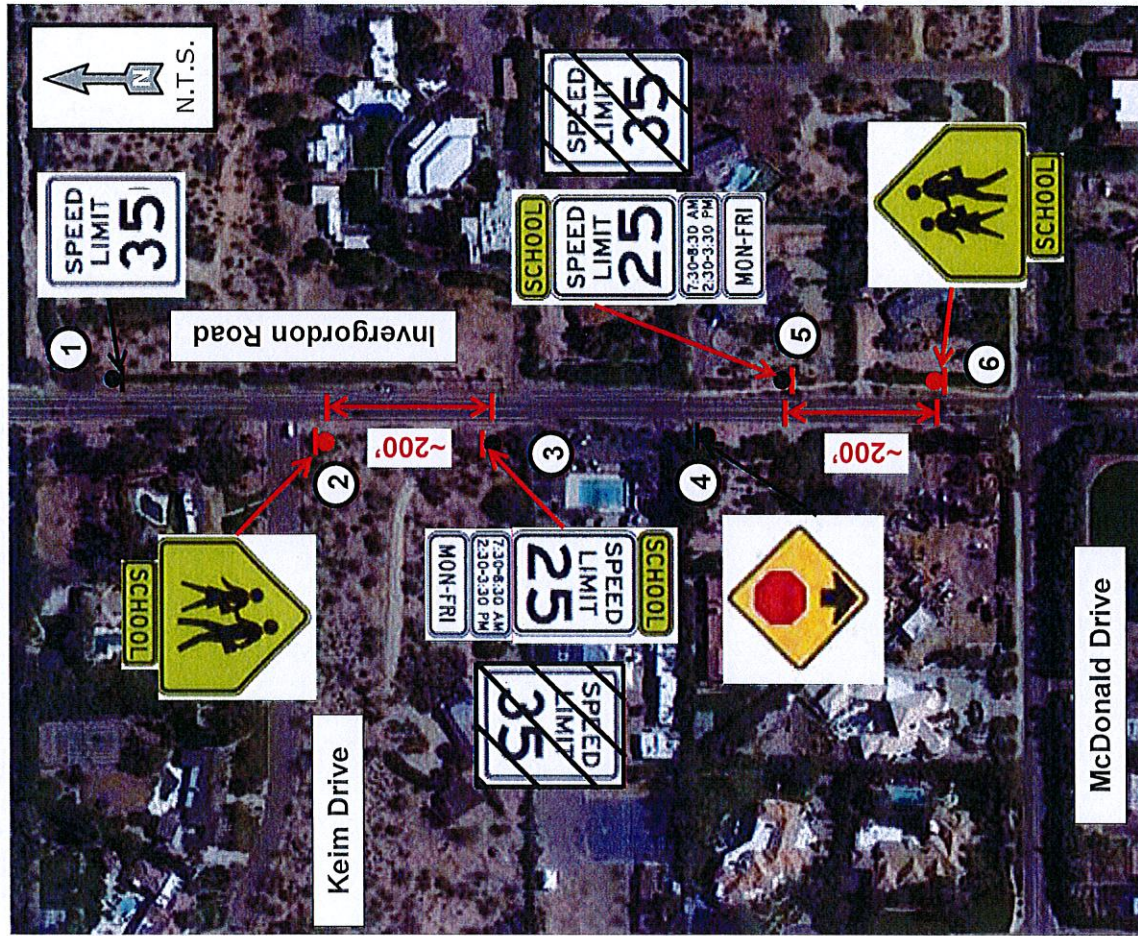 N
N.T.S.
SPEED
LIMIT
35
1
Invergordon Road
SCHOOL
2
~200'
Keim Drive
SPEED
LIMIT
35
SCHOOL
SPEED
LIMIT
25
7:30-8:30 AM
2:30-3:30 PM
MON-FRI
3
SCHOOL
SPEED
LIMIT
25
7:30-8:30 AM
2:30-3:30 PM
MON-FRI
SPEED
LIMIT
35
4
5
~200'
6
SCHOOL
McDonald Drive